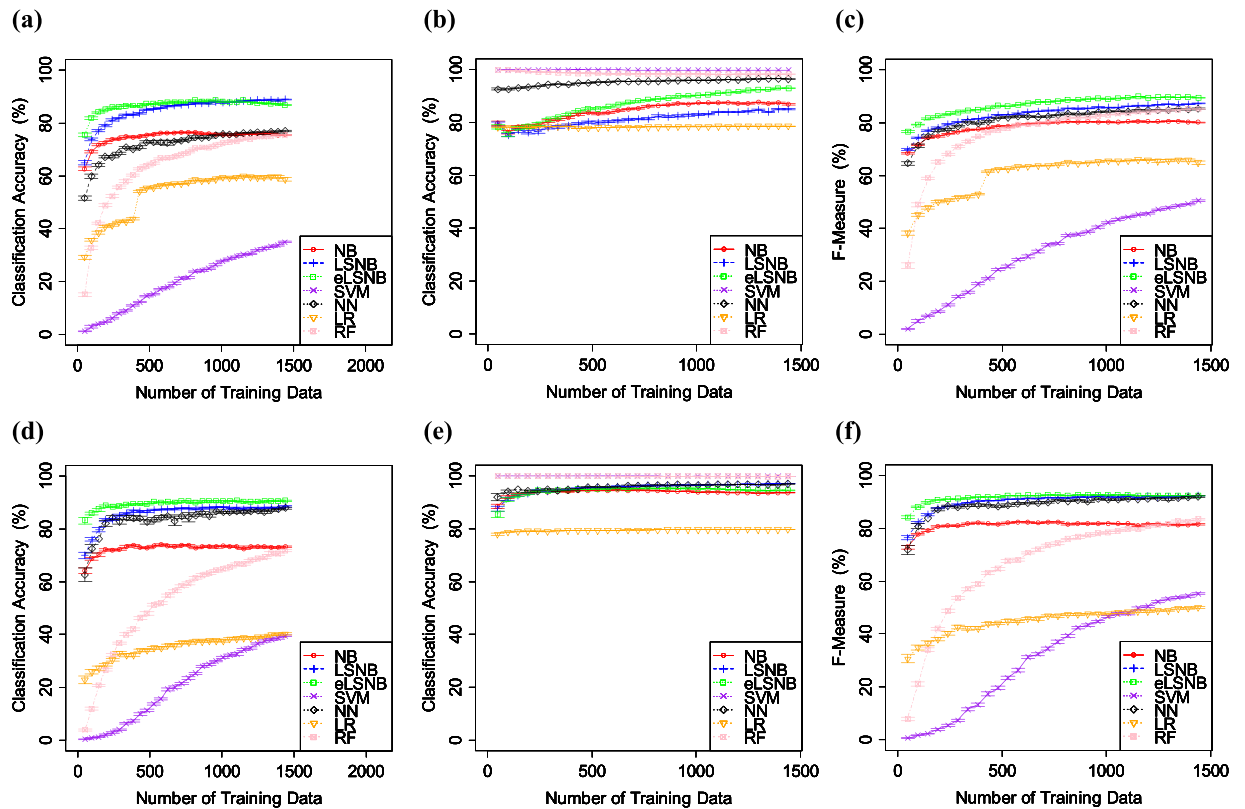 (a)
Classification Accuracy (%)
0 20 40 60 80 100
0 500 1000 1500 2000
Number of Training Data
NB
LSNB
eLSNB
SVM
NN
LR
RF
(b)
Classification Accuracy (%)
0 20 40 60 80 100
0 500 1000 1500
Number of Training Data
NB
LSNB
eLSNB
SVM
NN
LR
RF
(c)
F-Measure (%)
0 20 40 60 80 100
0 500 1000 1500
Number of Training Data
NB
LSNB
eLSNB
SVM
NN
LR
RF
(d)
Classification Accuracy (%)
0 20 40 60 80 100
0 500 1000 1500 2000
Number of Training Data
NB
LSNB
eLSNB
SVM
NN
LR
RF
(e)
Classification Accuracy (%)
0 20 40 60 80 100
0 500 1000 1500
Number of Training Data
NB
LSNB
eLSNB
SVM
NN
LR
RF
(f)
F-Measure (%)
0 20 40 60 80 100
0 500 1000 1500
Number of Training Data
NB
LSNB
eLSNB
SVM
NN
LR
RF